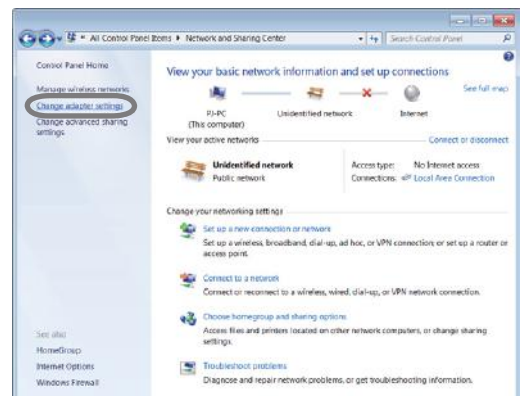 All Control Panel Items ▸ Network and Sharing Center
Search Control Panel
Control Panel Home
Manage wireless networks
Change adapter settings
Change advanced sharing
settings
View your basic network information and set up connections
See full map
PJ-PC
(This computer)
Unidentified network
Internet
View your active networks
Connect or disconnect
Unidentified network
Public network
Access type: No Internet access
Connections: Local Area Connection
Change your networking settings
Set up a new connection or network
Set up a wireless, broadband, dial-up, ad hoc, or VPN connection; or set up a router or
access point.
Connect to a network
Connect or reconnect to a wireless, wired, dial-up, or VPN network connection.
Choose homegroup and sharing options
Access files and printers located on other network computers, or change sharing
settings.
Troubleshoot problems
Diagnose and repair network problems, or get troubleshooting information.
See also
HomeGroup
Internet Options
Windows Firewall